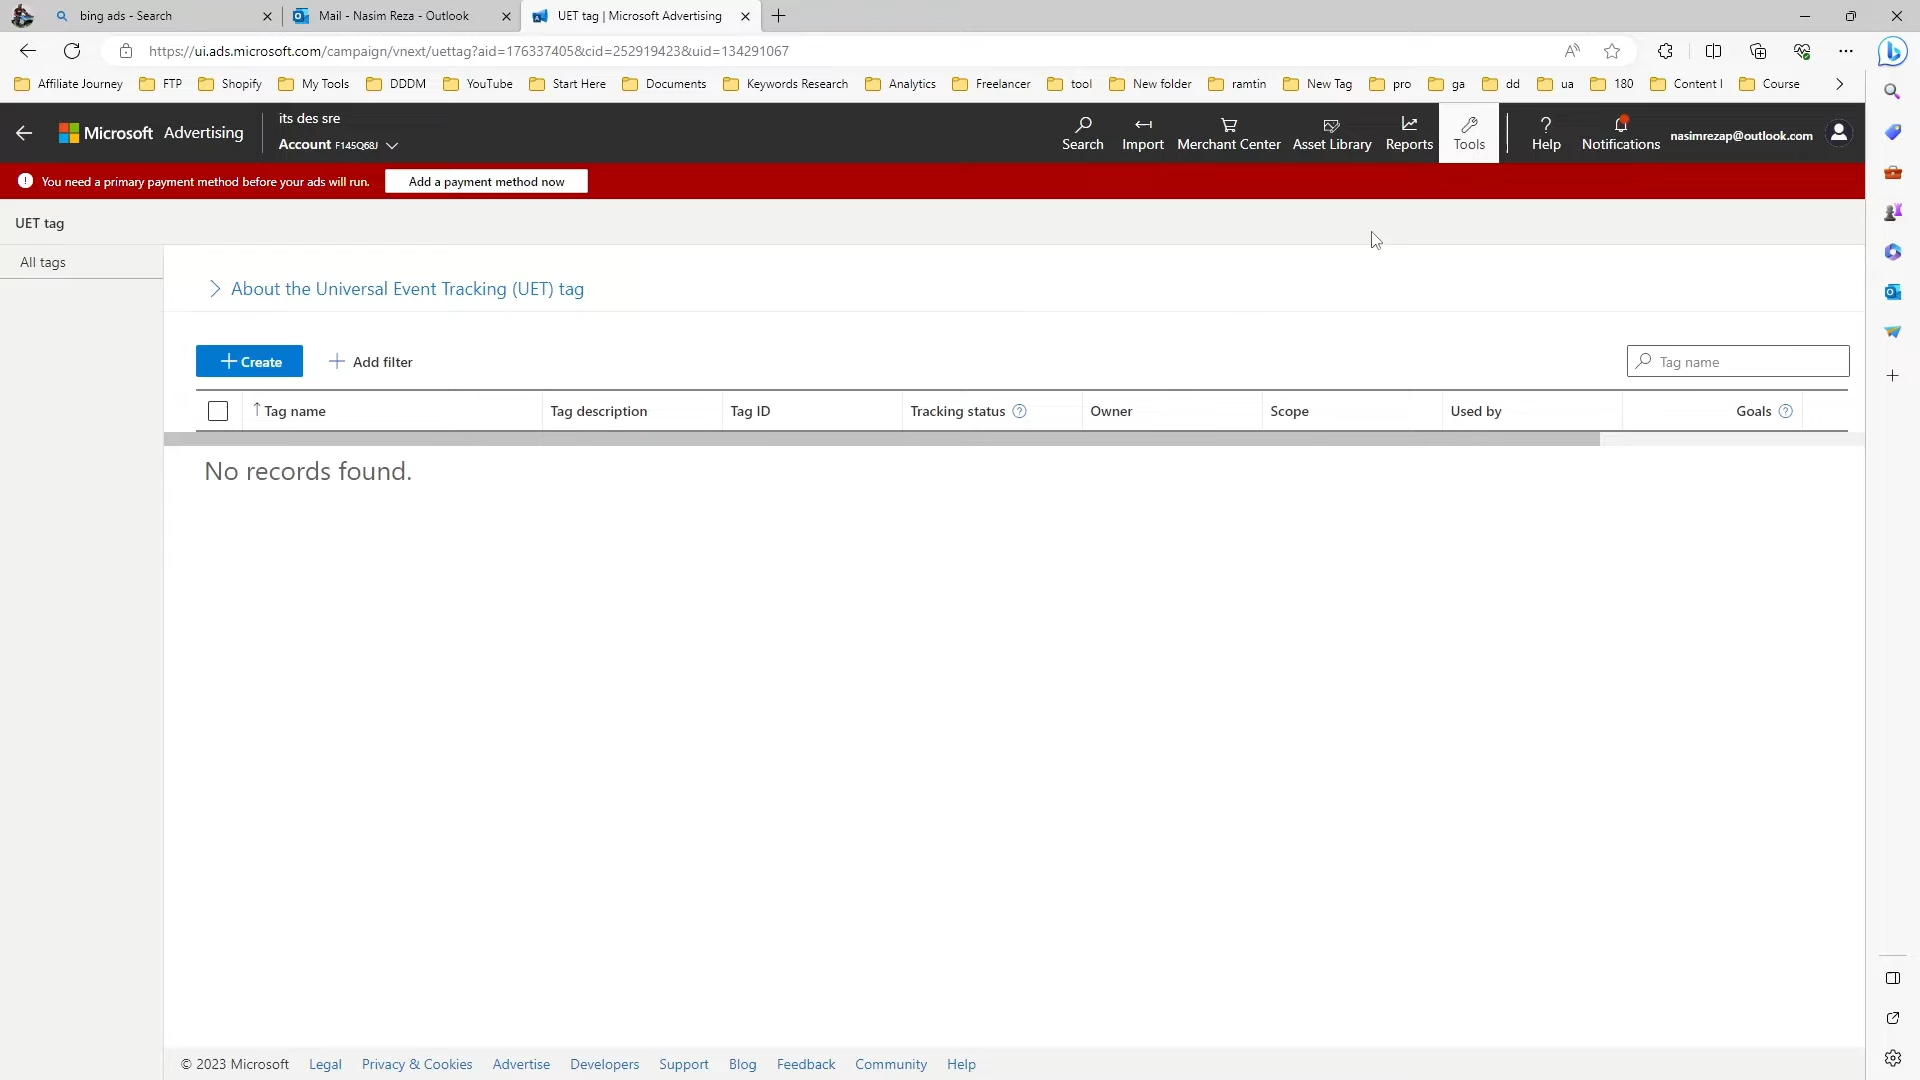 bing ads - Search
Mail - Nasim Reza - Outlook
UET tag | Microsoft Advertising
https://ui.ads.microsoft.com/campaign/vnext/uettag?aid=176337405&cid=252919423&uid=134291067
Affiliate Journey FTP Shopify My Tools DDDM YouTube Start Here Documents Keywords Research Analytics Freelancer tool New folder ramtin New Tag pro ga dd ua 180 Content I Course
Microsoft Advertising
its des sre
Account F145Q68J
Search Import Merchant Center Asset Library Reports Tools Help Notifications
nasimrezap@outlook.com
You need a primary payment method before your ads will run. Add a payment method now
UET tag
All tags
About the Universal Event Tracking (UET) tag
Create Add filter
Tag name
Tag name Tag description Tag ID Tracking status Owner Scope Used by Goals
No records found.
© 2023 Microsoft Legal Privacy & Cookies Advertise Developers Support Blog Feedback Community Help